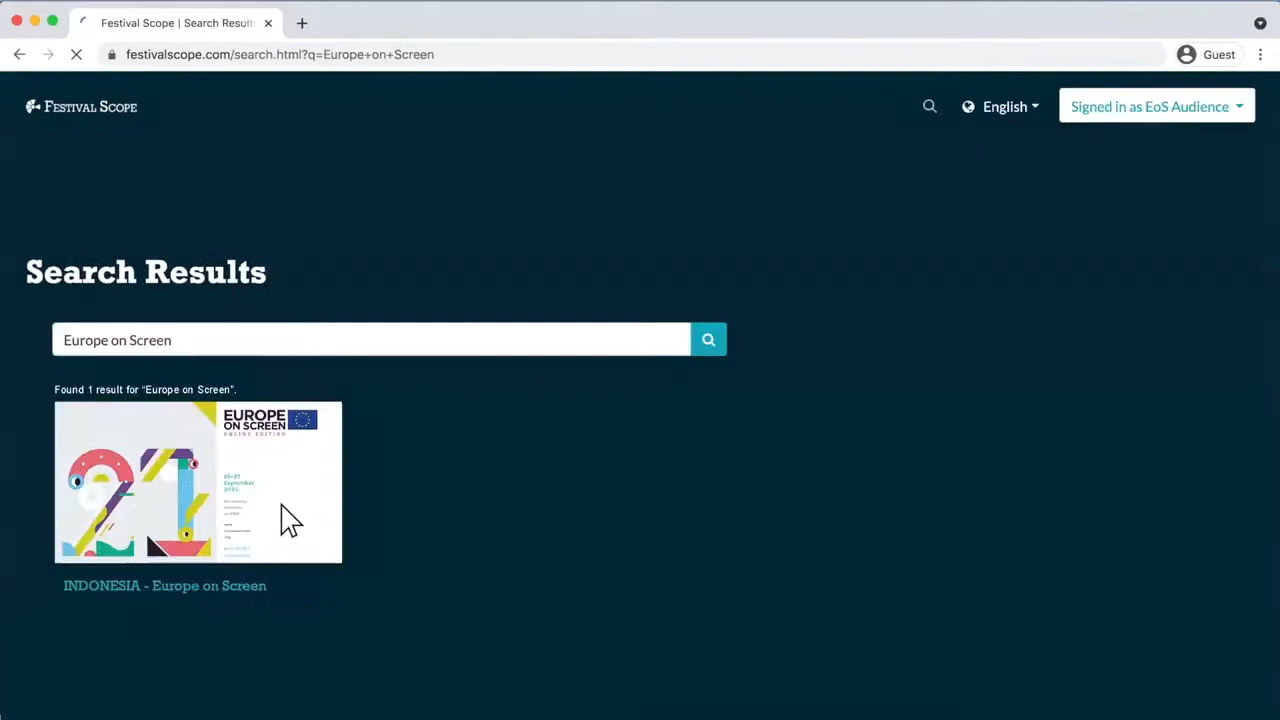 Festival Scope | Search Results
festivalscope.com/search.html?q=Europe+on+Screen
Guest
FESTIVAL SCOPE
English
Signed in as EoS Audience
Search Results
Europe on Screen
Found 1 result for “Europe on Screen”.
EUROPE
ON SCREEN
ONLINE EDITION
September
2021
INDONESIA - Europe on Screen